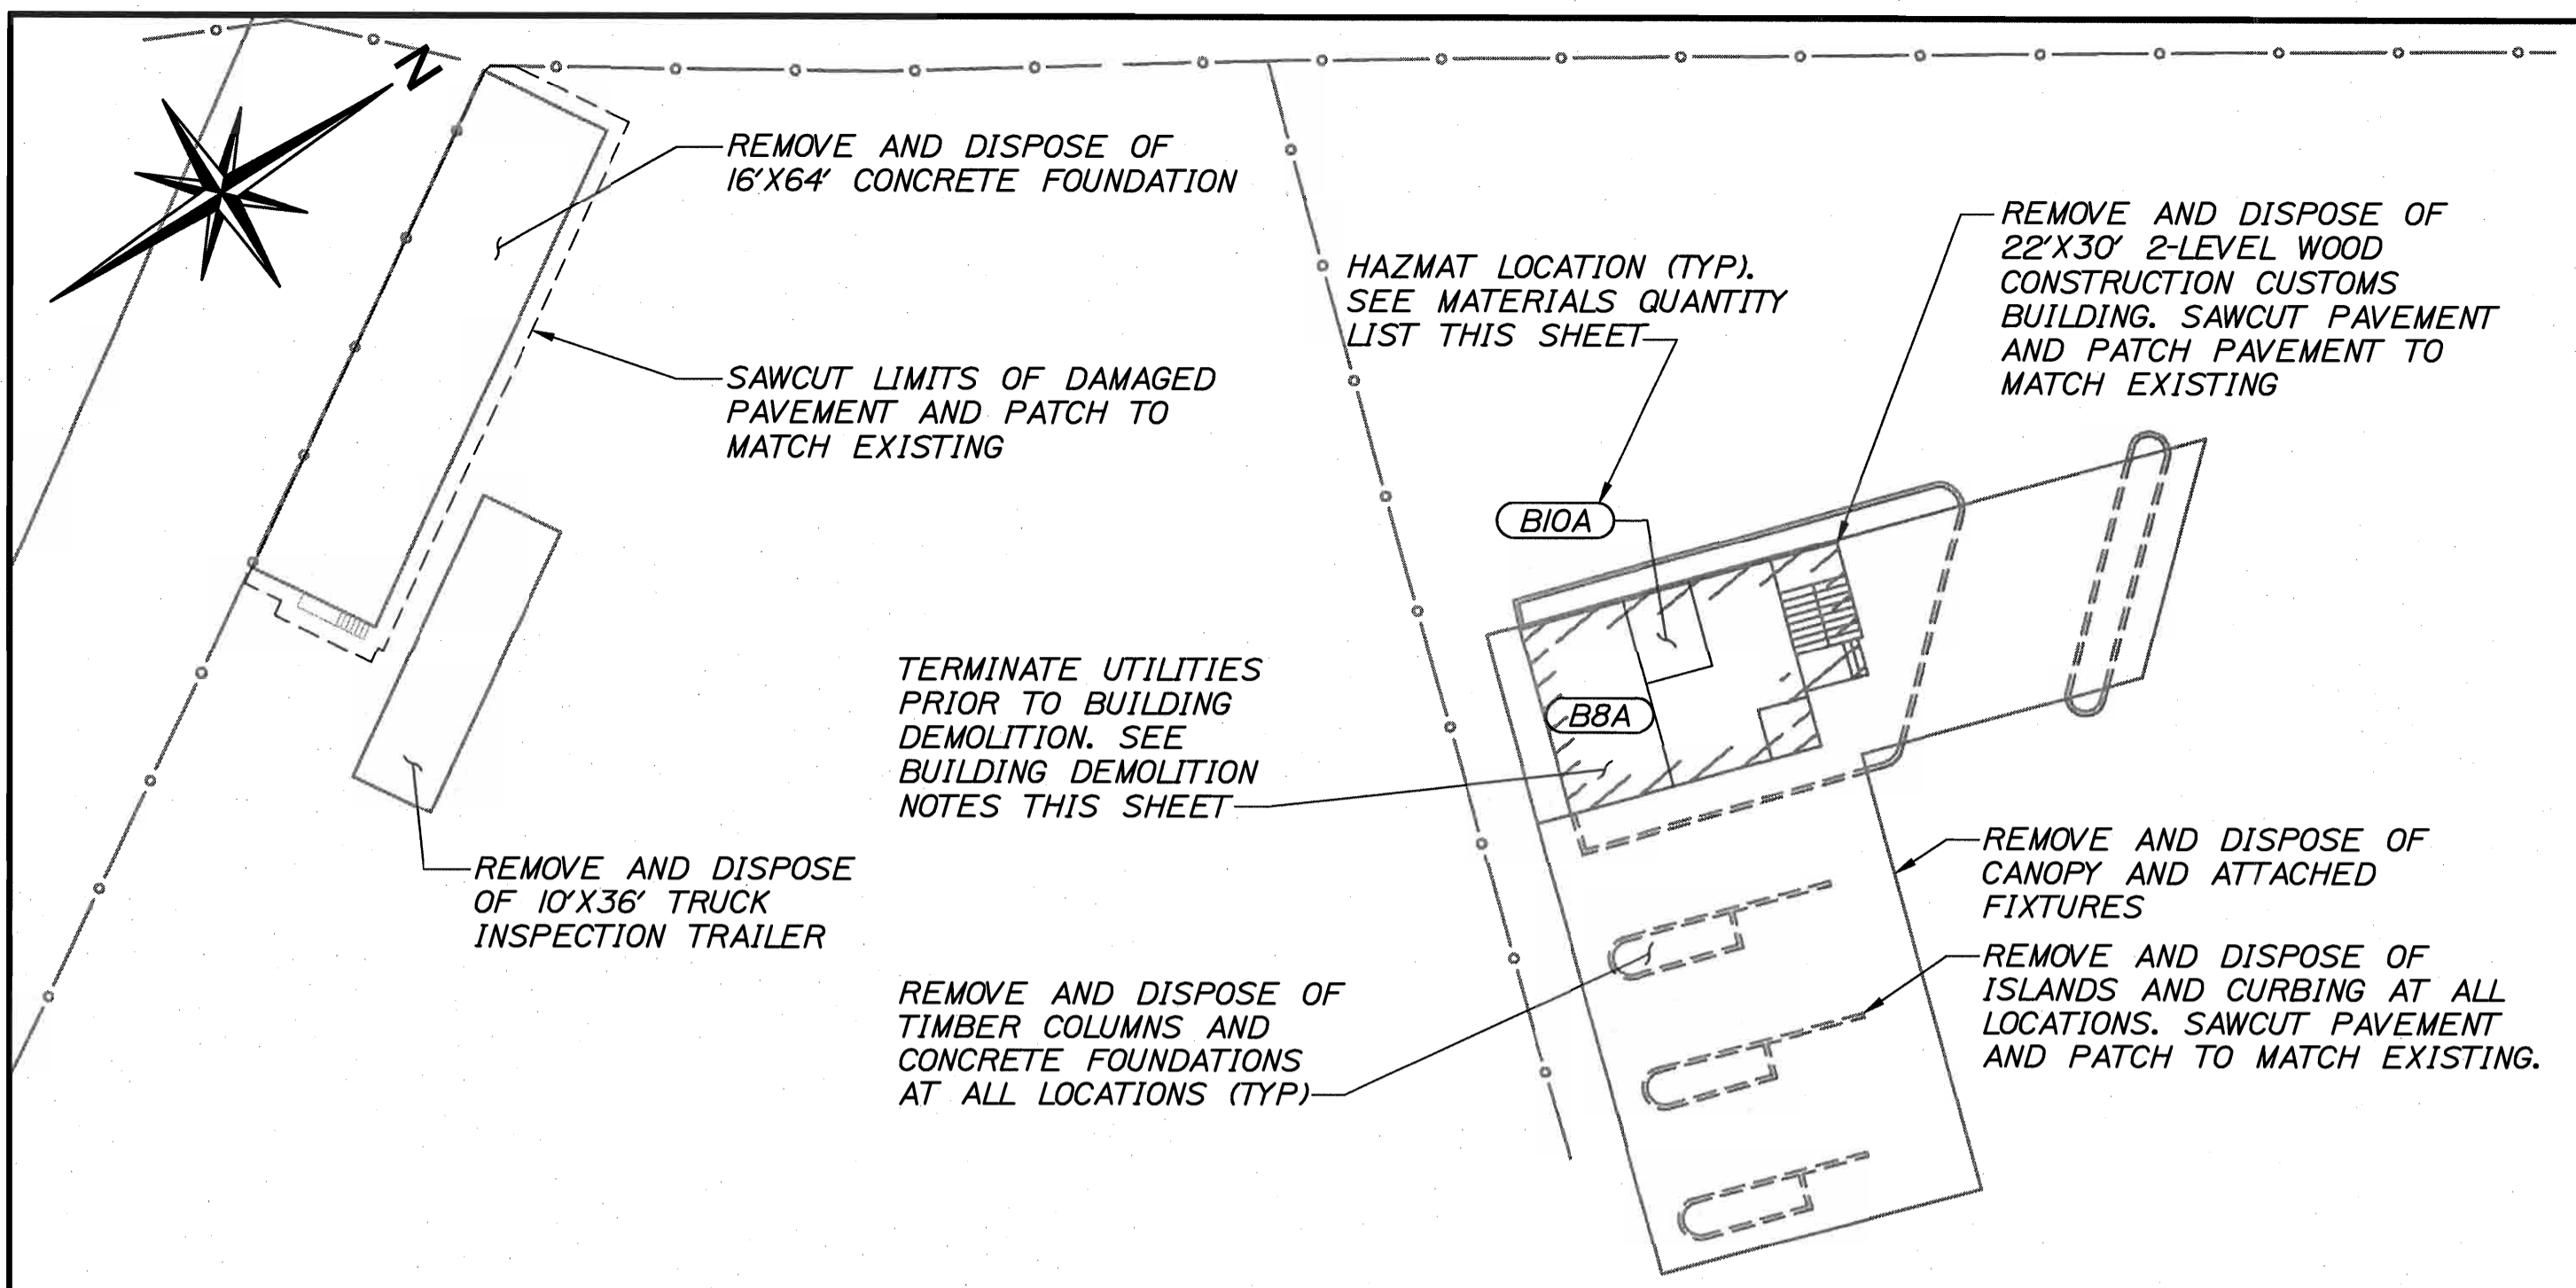 N
REMOVE AND DISPOSE OF
16'X64' CONCRETE FOUNDATION
SAWCUT LIMITS OF DAMAGED
PAVEMENT AND PATCH TO
MATCH EXISTING
REMOVE AND DISPOSE
OF 10'X36' TRUCK
INSPECTION TRAILER
HAZMAT LOCATION (TYP).
SEE MATERIALS QUANTITY
LIST THIS SHEET
REMOVE AND DISPOSE OF
22'X30' 2-LEVEL WOOD
CONSTRUCTION CUSTOMS
BUILDING. SAWCUT PAVEMENT
AND PATCH PAVEMENT TO
MATCH EXISTING
B10A
B8A
TERMINATE UTILITIES
PRIOR TO BUILDING
DEMOLITION. SEE
BUILDING DEMOLITION
NOTES THIS SHEET
REMOVE AND DISPOSE OF
TIMBER COLUMNS AND
CONCRETE FOUNDATIONS
AT ALL LOCATIONS (TYP)
REMOVE AND DISPOSE OF
CANOPY AND ATTACHED
FIXTURES
REMOVE AND DISPOSE OF
ISLANDS AND CURBING AT ALL
LOCATIONS. SAWCUT PAVEMENT
AND PATCH TO MATCH EXISTING.